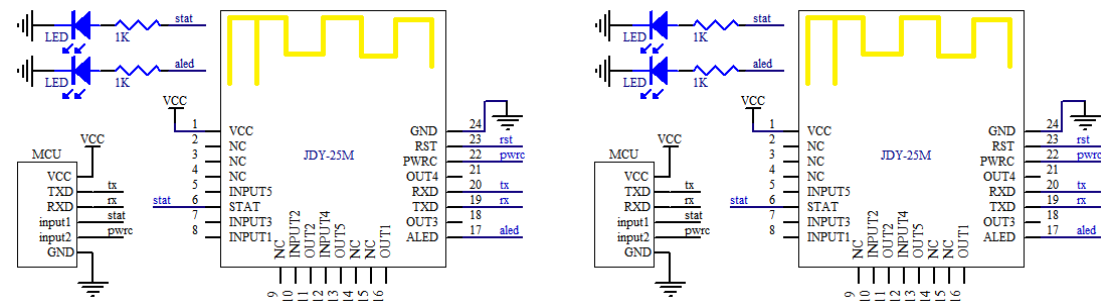 stat
LED
1K
aled
LED
1K
VCC
1
2
3
4
5
6
7
8
stat
VCC
NC
NC
NC
INPUT5
STAT
INPUT3
INPUT1
JDY-25M
GND
RST
PWRC
OUT4
RXD
TXD
OUT3
ALED
24
23
22
21
20
19
18
17
rst
pwrc
tx
rx
aled
NC
INPUT2
OUT2
INPUT4
OUT5
NC
NC
OUT1
9
10
11
12
13
14
15
16
VCC
MCU
VCC
TXD
RXD
input1
input2
GND
tx
rx
stat
pwrc
stat
LED
1K
aled
LED
1K
VCC
1
2
3
4
5
6
7
8
stat
VCC
NC
NC
NC
INPUT5
STAT
INPUT3
INPUT1
JDY-25M
GND
RST
PWRC
OUT4
RXD
TXD
OUT3
ALED
24
23
22
21
20
19
18
17
rst
pwrc
tx
rx
aled
NC
INPUT2
OUT2
INPUT4
OUT5
NC
NC
OUT1
9
10
11
12
13
14
15
16
VCC
MCU
VCC
TXD
RXD
input1
input2
GND
tx
rx
stat
pwrc